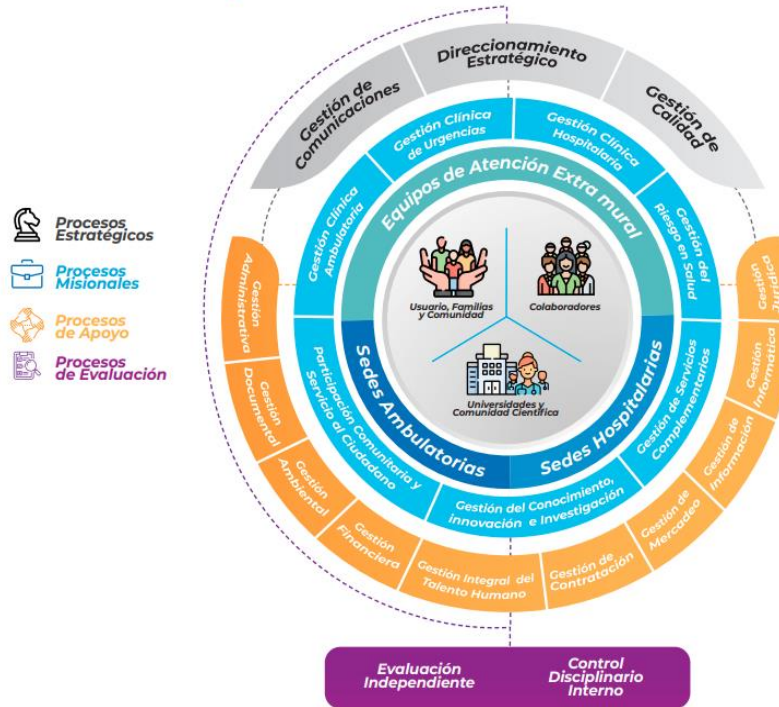 Direccionamiento
Estratégico
Gestión de
Comunicaciones
Gestión de
Calidad
Gestión Clínica
de Urgencias
Gestión Clínica
Hospitalaria
Gestión Clínica
Ambulatoria
Gestión del
Riesgo en Salud
Equipos de Atención Extra mural
Procesos
Estratégicos
Procesos
Misionales
Procesos
de Apoyo
Procesos
de Evaluación
Usuario, Familias
y Comunidad
Colaboradores
Universidades y
Comunidad Científica
Sedes Ambulatorias
Sedes Hospitalarias
Participación Comunitaria y
Servicio al Ciudadano
Gestión de Servicios
Complementarios
Gestión del Conocimiento,
innovación e Investigación
Gestión
Administrativa
Gestión
Documental
Gestión
Ambiental
Gestión
Financiera
Gestión Integral del
Talento Humano
Gestión de
Contratación
Gestión de
Mercadeo
Gestión de
Información
Gestión
Informática
Gestión
Jurídica
Evaluación
Independiente
Control
Disciplinario
Interno